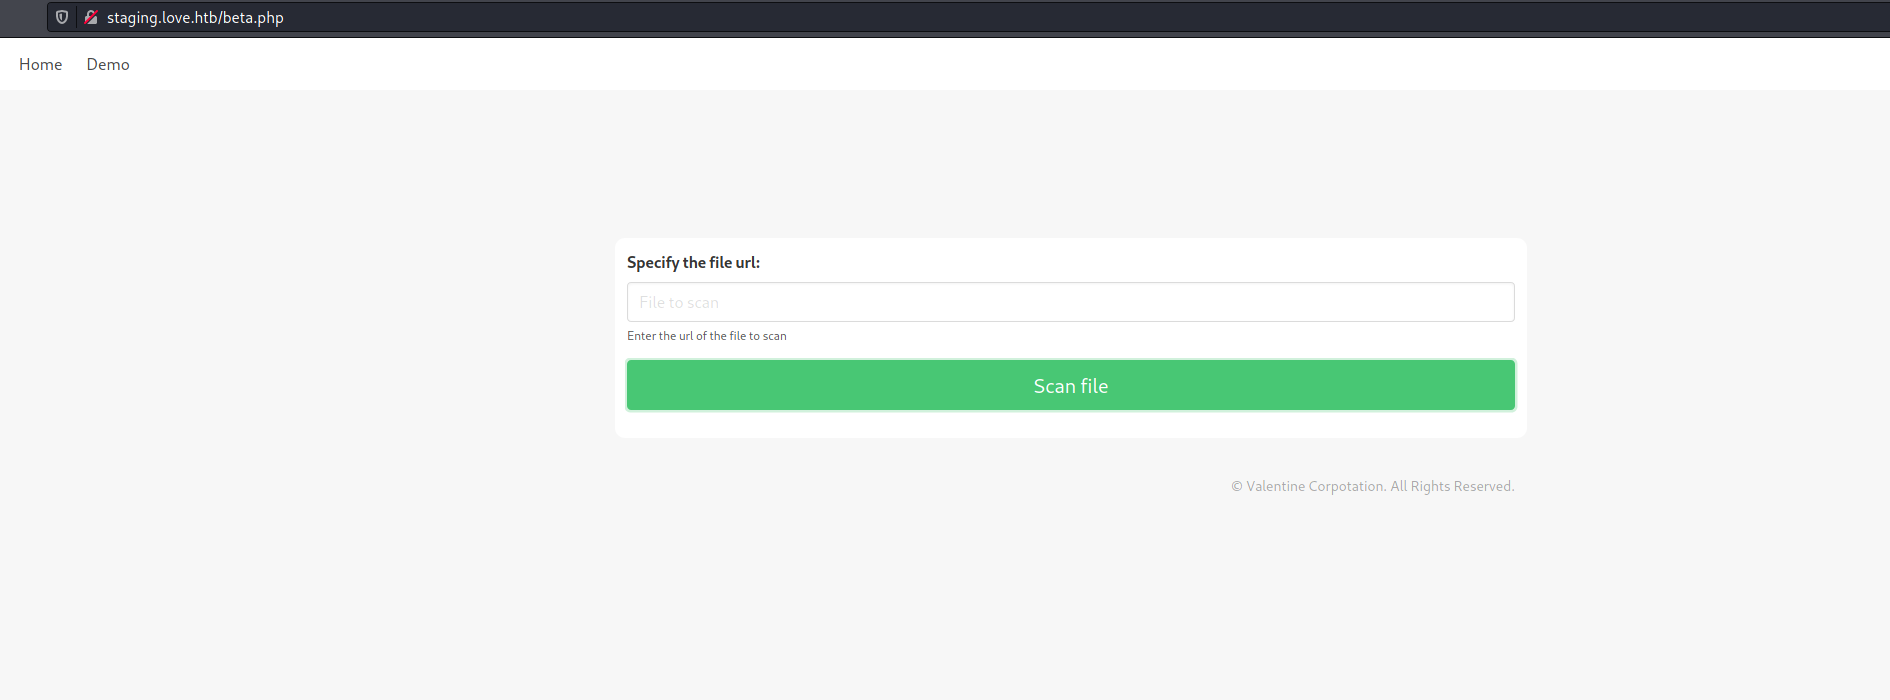 staging.love.htb/beta.php
Home Demo
Specify the file url:
File to scan
Enter the url of the file to scan
Scan file
© Valentine Corpotation. All Rights Reserved.